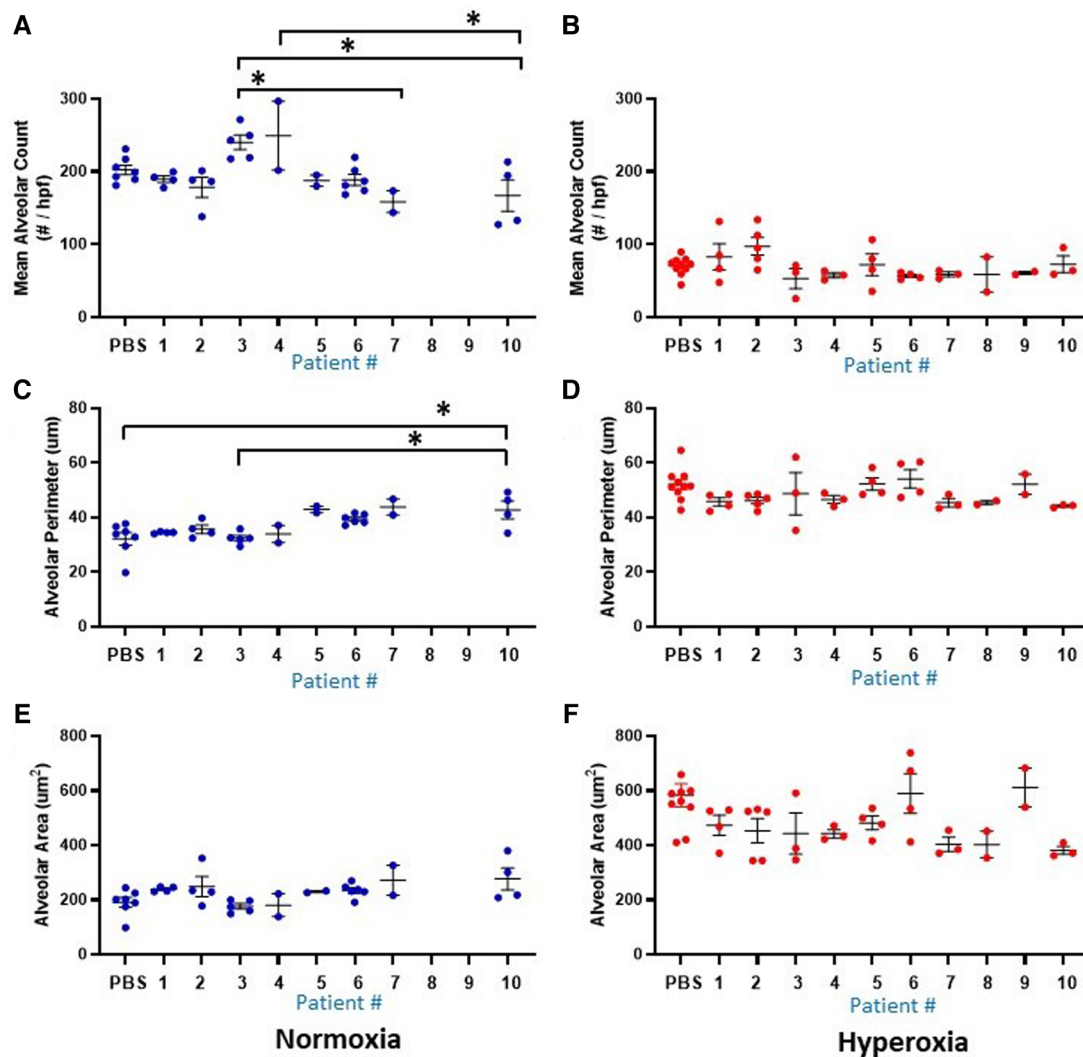 A
*
*
*
Mean Alveolar Count
(# / hpf)
300
200
100
0
PBS 1 2 3 4 5 6 7 8 9 10
Patient #
B
Mean Alveolar Count
(# / hpf)
300
200
100
0
PBS 1 2 3 4 5 6 7 8 9 10
Patient #
C
*
*
Alveolar Perimeter (um)
80
60
40
20
0
PBS 1 2 3 4 5 6 7 8 9 10
Patient #
D
Alveolar Perimeter (um)
80
60
40
20
0
PBS 1 2 3 4 5 6 7 8 9 10
Patient #
E
Alveolar Area (um²)
800
600
400
200
0
PBS 1 2 3 4 5 6 7 8 9 10
Patient #
Normoxia
F
Alveolar Area (um²)
800
600
400
200
0
PBS 1 2 3 4 5 6 7 8 9 10
Patient #
Hyperoxia